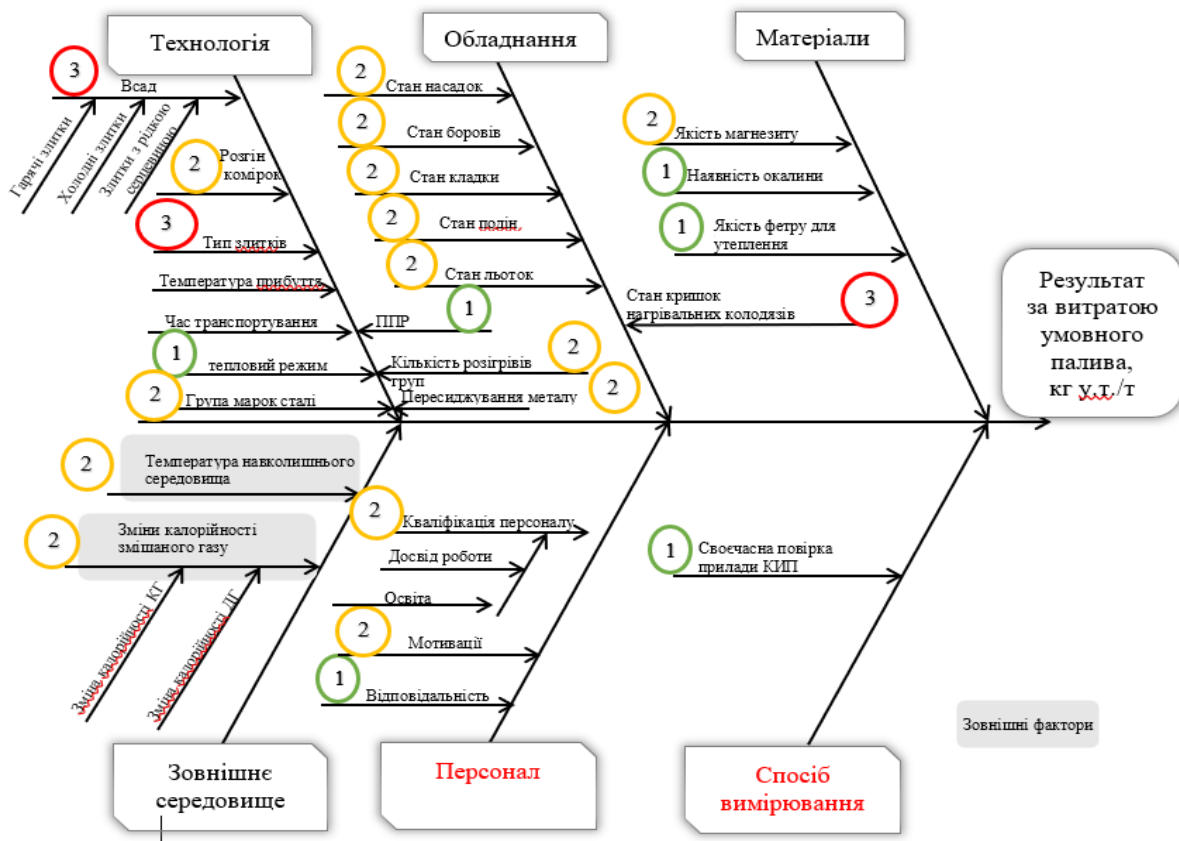 Технологія
Обладнання
Матеріали
3
Всад
Гарячі злитки
Холодні злитки
Злитки з рідкою
серцевиною
2
Розгін
комірок
3
Тип злитків
Температура прибуття
Час транспортування
1
тепловий режим
2
Група марок сталі
2
Стан насадок
2
Стан боровів
2
Стан кладки
2
Стан подін
2
Стан льоток
1
ППР
Кількість розігрівів
груп
2
Пересиджування металу
2
2
Якість магнезиту
1
Наявність окалини
1
Якість фетру для
утеплення
Стан кришок
нагрівальних колодязів
3
Результат
за витратою
умовного
палива,
кг у.т./т
2
Температура навколишнього
середовища
2
Зміни калорійності
змішаного газу
Зміна калорійності КГ
Зміна калорійності ДГ
2
Кваліфікація персоналу
Досвід роботи
Освіта
2
Мотивації
1
Відповідальність
1
Своєчасна повірка
прилади КИП
Зовнішні фактори
Зовнішнє
середовище
Персонал
Спосіб
вимірювання